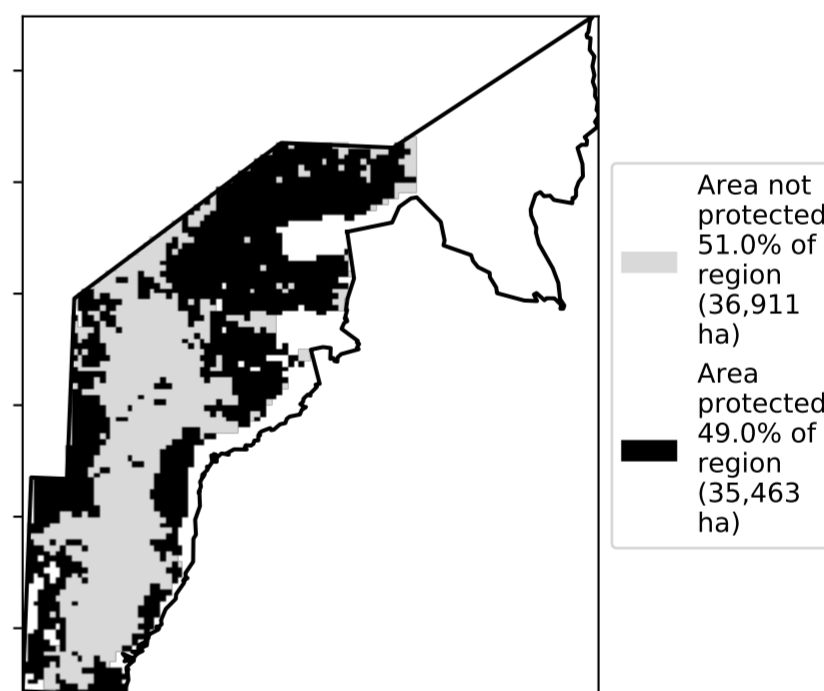 Area not
protected
51.0% of
region
(36,911
ha)
Area
protected
49.0% of
region
(35,463
ha)